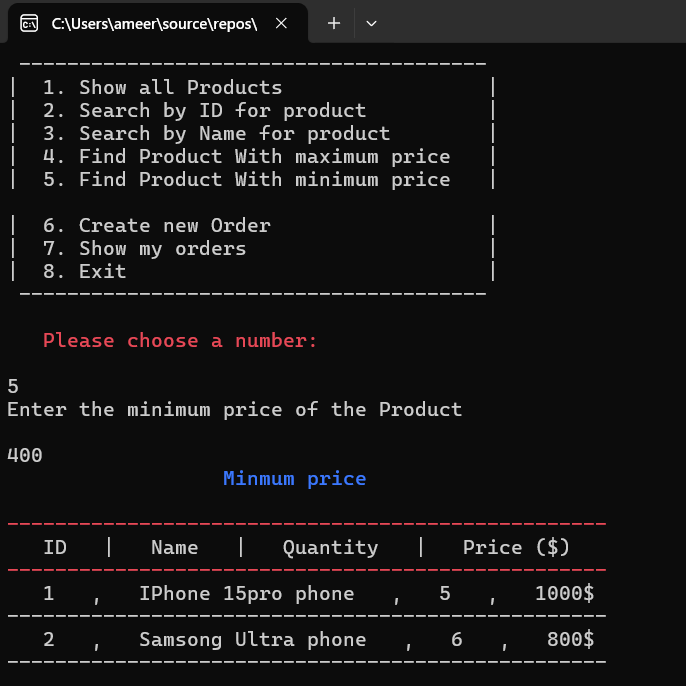 C:\Users\ameer\source\repos\
-----------------------------------------
| 1. Show all Products |
| 2. Search by ID for product |
| 3. Search by Name for product |
| 4. Find Product With maximum price |
| 5. Find Product With minimum price |
| 6. Create new Order |
| 7. Show my orders |
| 8. Exit |
-----------------------------------------
Please choose a number:
5
Enter the minimum price of the Product
400
Minmum price
--------------------------------------------------
ID | Name | Quantity | Price ($)
--------------------------------------------------
1 , IPhone 15pro phone , 5 , 1000$
--------------------------------------------------
2 , Samsong Ultra phone , 6 , 800$
--------------------------------------------------